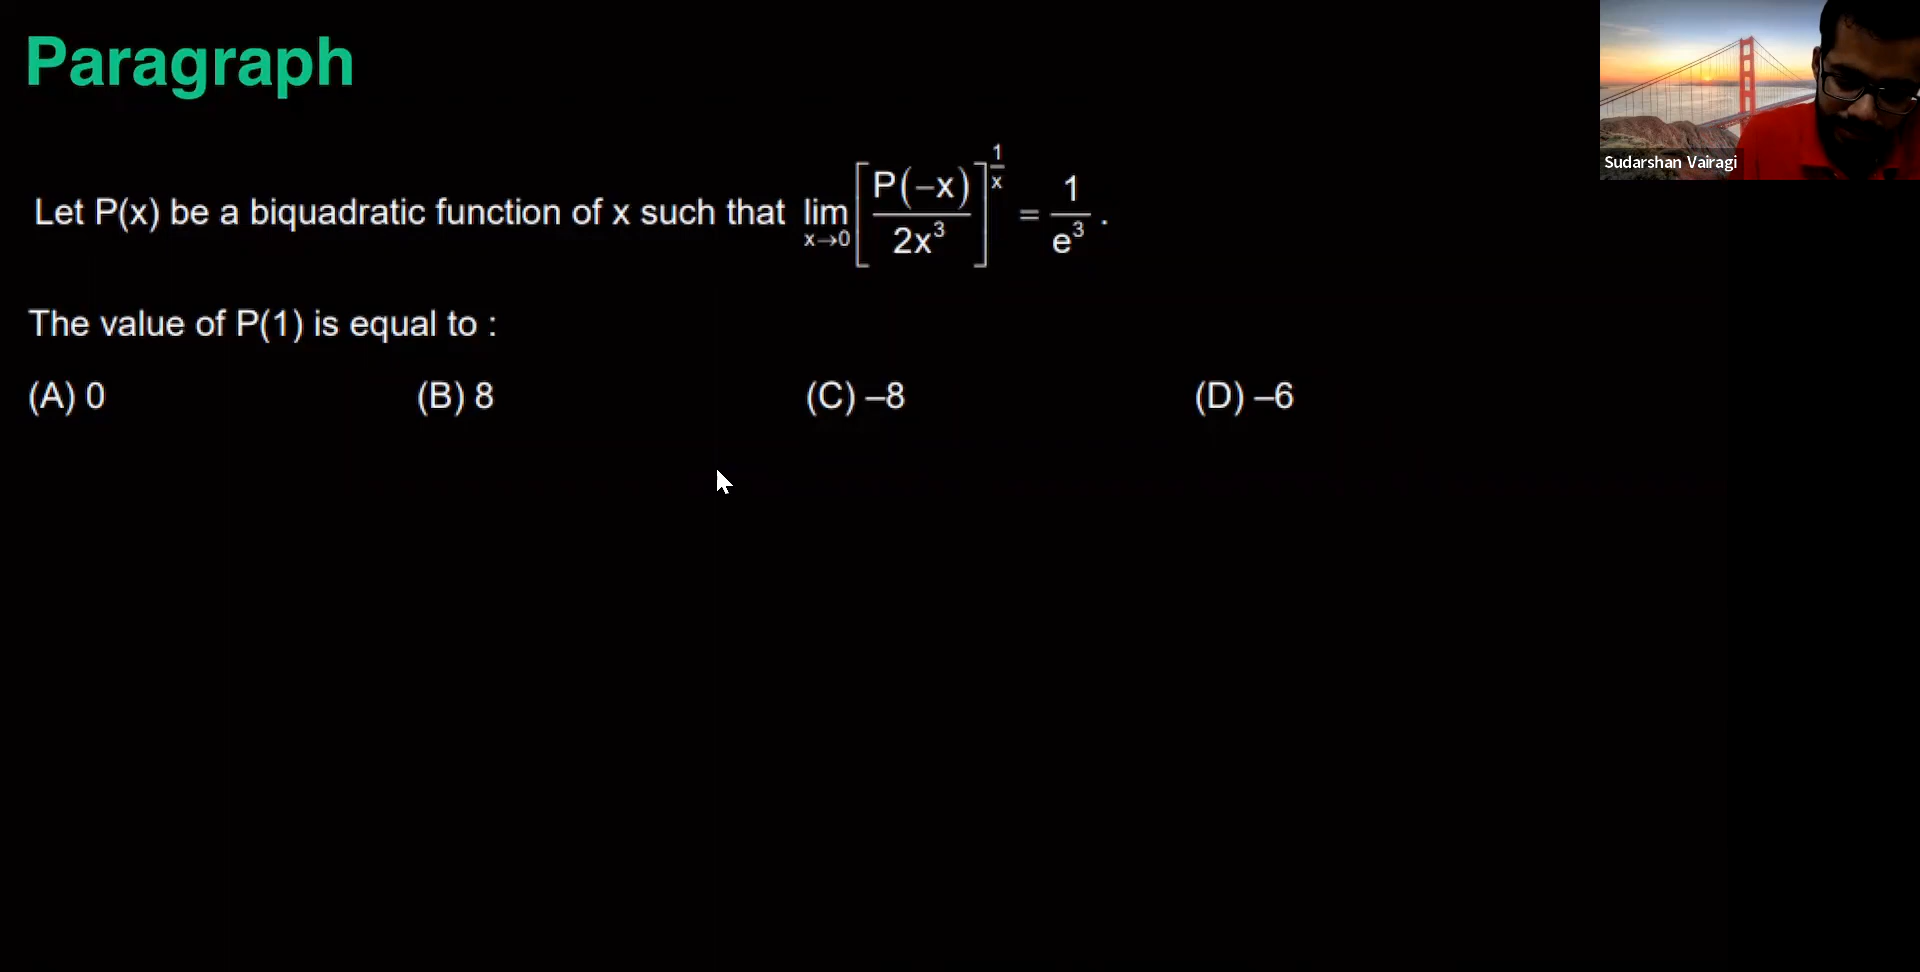 Paragraph
Sudarshan Vairagi
Let P(x) be a biquadratic function of x such that lim x→0 [P(−x)/2x³]^(1/x) = 1/e³ .
The value of P(1) is equal to :
(A) 0 (B) 8 (C) –8 (D) –6